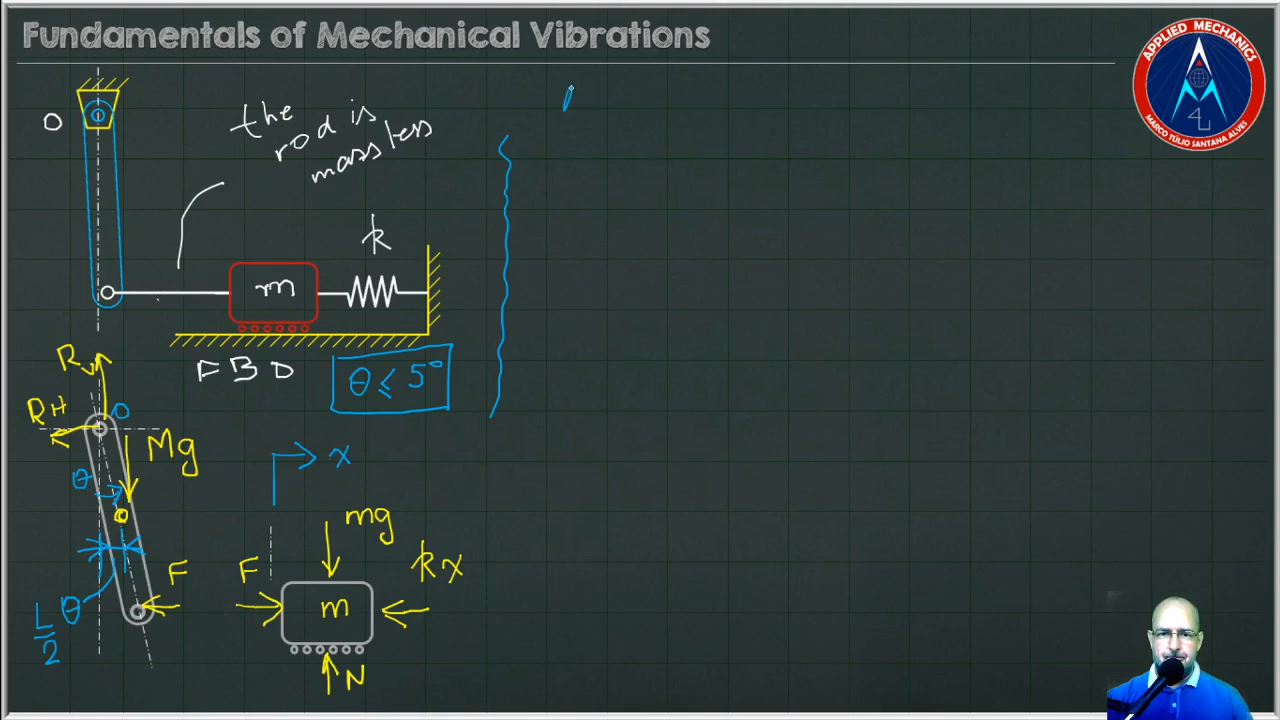 Fundamentals of Mechanical Vibrations
APPLIED MECHANICS
4L
MARCO TÚLIO SANTANA ALVES
O
the
rod is
massless
k
m
FBD
θ ≤ 5°
Rv
RH
O
Mg
θ
x
mg
F
F
kx
m
L/2 θ
N